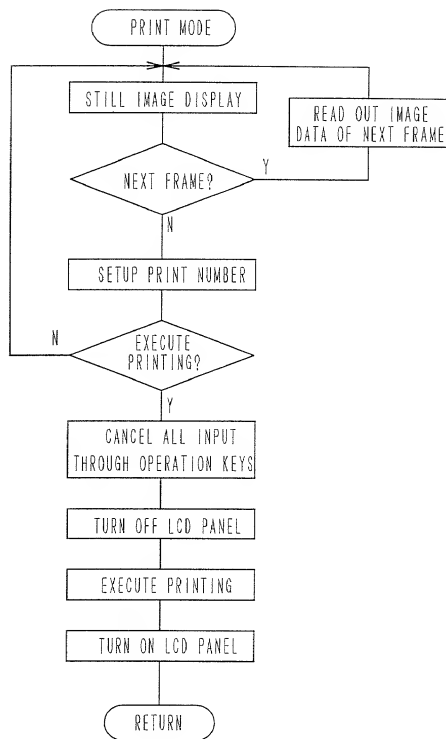 PRINT MODE
STILL IMAGE DISPLAY
READ OUT IMAGE
DATA OF NEXT FRAME
NEXT FRAME?
Y
N
SETUP PRINT NUMBER
EXECUTE
PRINTING?
N
Y
CANCEL ALL INPUT
THROUGH OPERATION KEYS
TURN OFF LCD PANEL
EXECUTE PRINTING
TURN ON LCD PANEL
RETURN